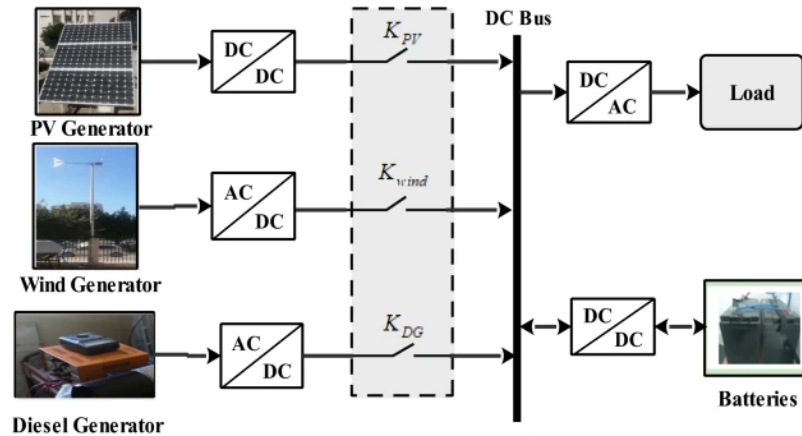 DC Bus
K_PV
DC
DC
DC
AC
Load
PV Generator
K_wind
AC
DC
Wind Generator
K_DG
AC
DC
DC
DC
Diesel Generator
Batteries